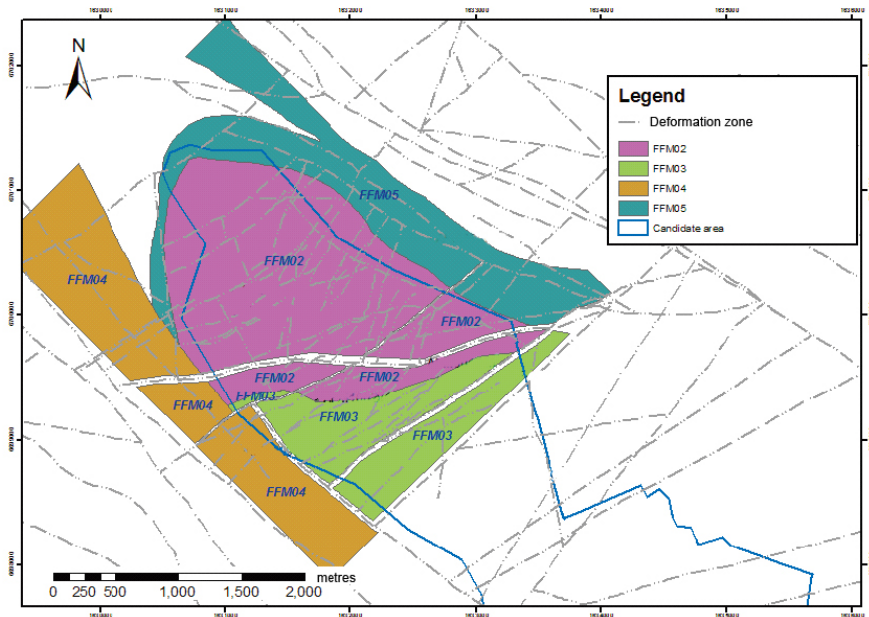 N
Legend
Deformation zone
FFM02
FFM03
FFM04
FFM05
Candidate area
FFM05
FFM04
FFM02
FFM02
FFM02
FFM02
FFM04
FFM03
FFM03
FFM03
FFM04
0 250 500 1,000 1,500 2,000 metres